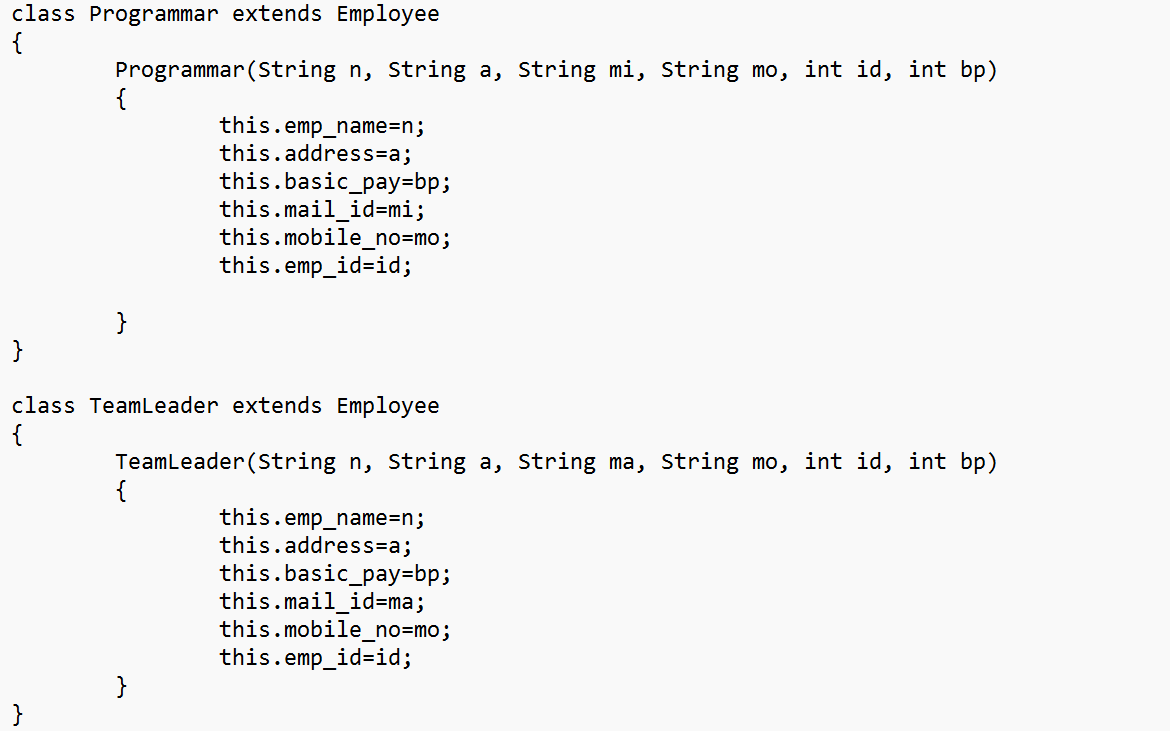 class Programmar extends Employee
{
        Programmar(String n, String a, String mi, String mo, int id, int bp)
        {
                this.emp_name=n;
                this.address=a;
                this.basic_pay=bp;
                this.mail_id=mi;
                this.mobile_no=mo;
                this.emp_id=id;

        }
}

class TeamLeader extends Employee
{
        TeamLeader(String n, String a, String ma, String mo, int id, int bp)
        {
                this.emp_name=n;
                this.address=a;
                this.basic_pay=bp;
                this.mail_id=ma;
                this.mobile_no=mo;
                this.emp_id=id;
        }
}